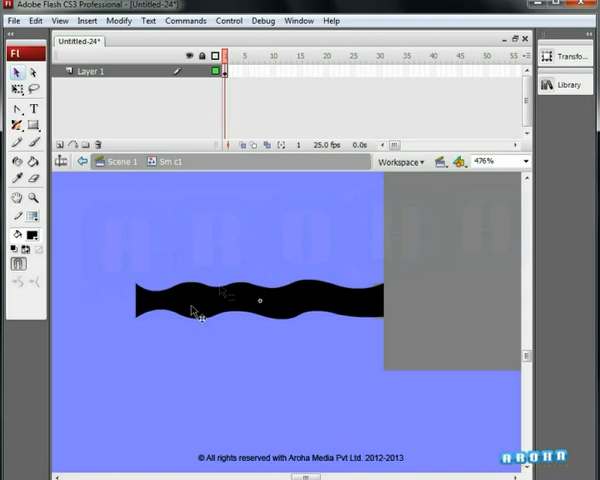 Adobe Flash CS3 Professional - [Untitled-24*]
File Edit View Insert Modify Text Commands Control Debug Window Help
Untitled-24*
Fl
5 10 15 20 25 30 35 40 45 50 55
Layer 1
Transfo...
Library
1 25.0 fps 0.0s
Scene 1 Sm c1
Workspace
476%
AROHA
© All rights reserved with Aroha Media Pvt Ltd. 2012-2013
AROHA